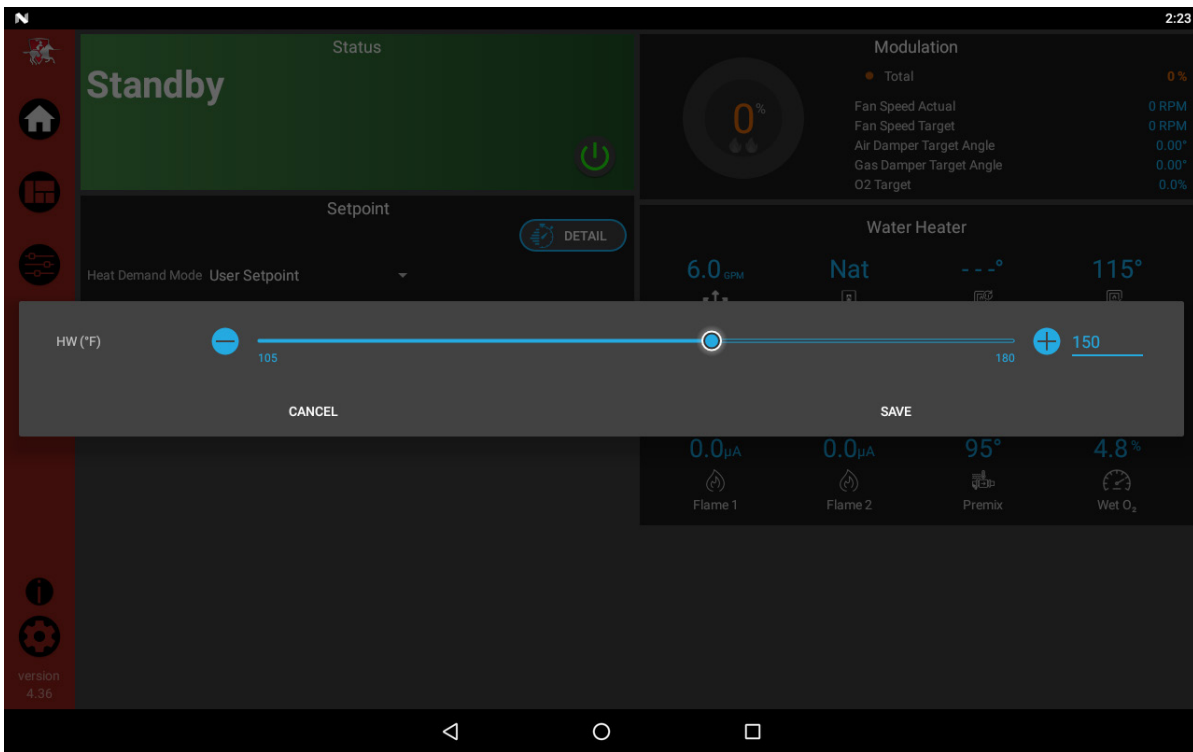 2:23
Status
Standby
Modulation
Total 0 %
0%
Fan Speed Actual 0 RPM
Fan Speed Target 0 RPM
Air Damper Target Angle 0.00°
Gas Damper Target Angle 0.00°
O2 Target 0.0%
Setpoint
DETAIL
Heat Demand Mode User Setpoint
Water Heater
6.0 GPM Nat - - -° 115°
HW (°F) 150
105 180
CANCEL SAVE
0.0µA 0.0µA 95° 4.8%
Flame 1 Flame 2 Premix Wet O₂
version
4.36